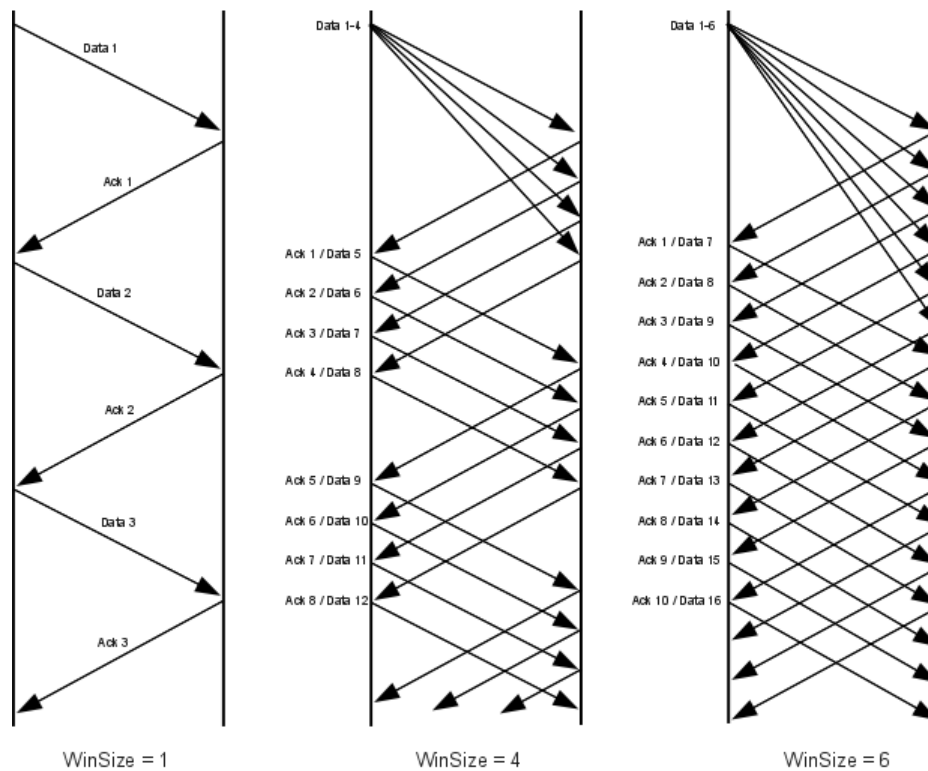 Data 1
Ack 1
Data 2
Ack 2
Data 3
Ack 3
WinSize = 1
Data 1-4
Ack 1 / Data 5
Ack 2 / Data 6
Ack 3 / Data 7
Ack 4 / Data 8
Ack 5 / Data 9
Ack 6 / Data 10
Ack 7 / Data 11
Ack 8 / Data 12
WinSize = 4
Data 1-6
Ack 1 / Data 7
Ack 2 / Data 8
Ack 3 / Data 9
Ack 4 / Data 10
Ack 5 / Data 11
Ack 6 / Data 12
Ack 7 / Data 13
Ack 8 / Data 14
Ack 9 / Data 15
Ack 10 / Data 16
WinSize = 6